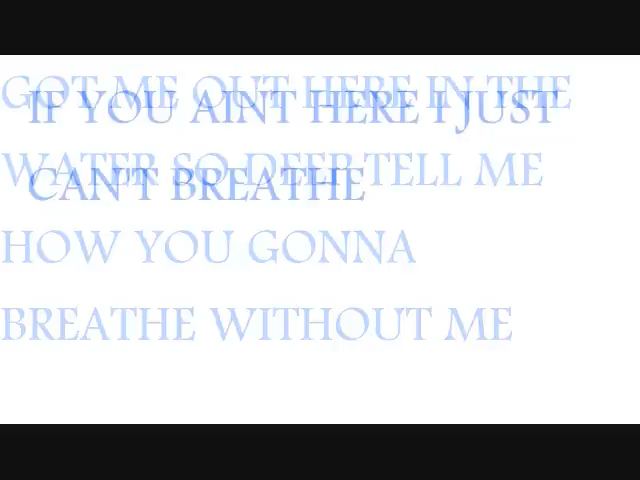 GOT ME OUT HERE IN THE
WATER SO DEEP TELL ME
HOW YOU GONNA
BREATHE WITHOUT ME
IF YOU AINT HERE I JUST
CAN'T BREATHE